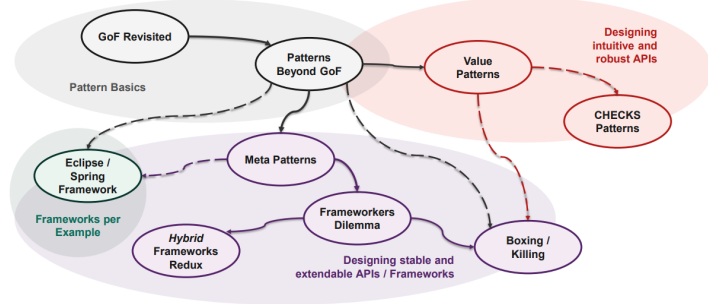 GoF Revisited
Patterns
Beyond GoF
Pattern Basics
Value
Patterns
Designing
intuitive and
robust APIs
CHECKS
Patterns
Eclipse /
Spring
Framework
Frameworks per
Example
Meta Patterns
Frameworkers
Dilemma
Hybrid
Frameworks
Redux
Boxing /
Killing
Designing stable and
extendable APIs / Frameworks